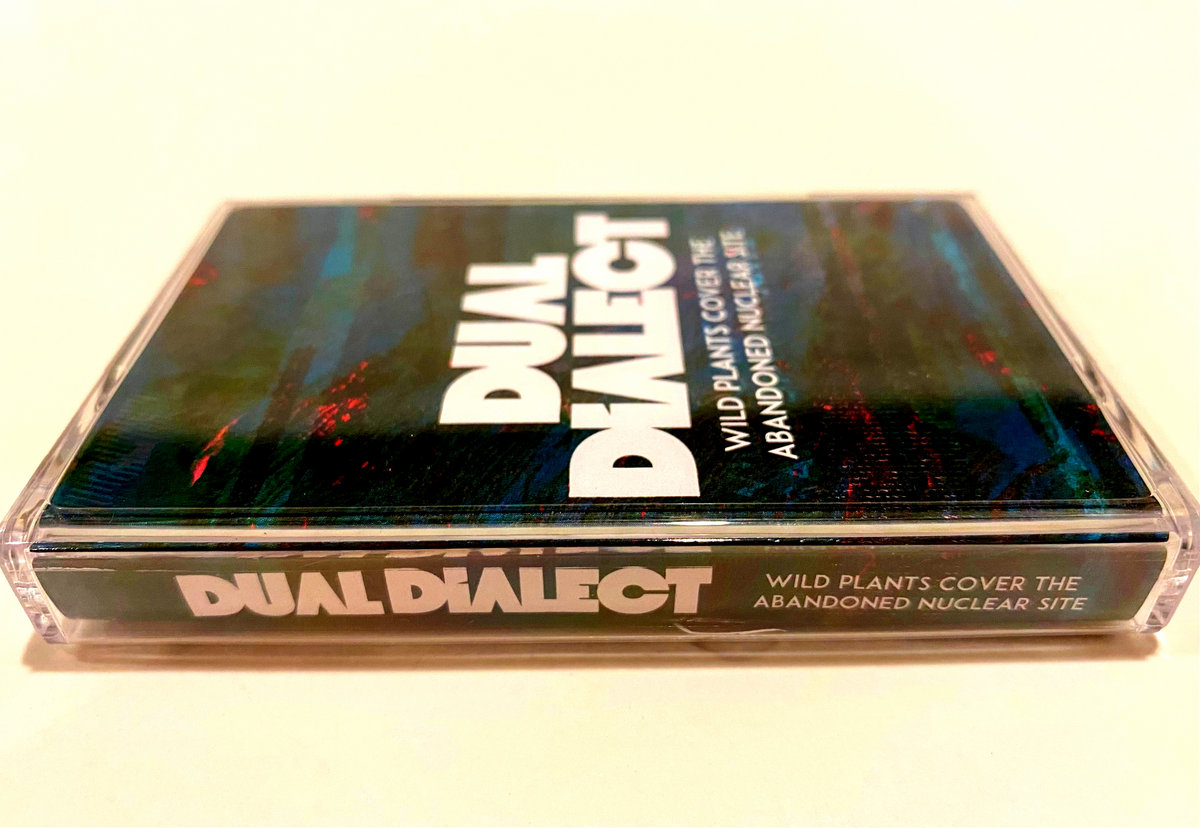 DUAL
DIALECT
WILD PLANTS COVER THE
ABANDONED NUCLEAR SITE
DUAL DIALECT
WILD PLANTS COVER THE
ABANDONED NUCLEAR SITE